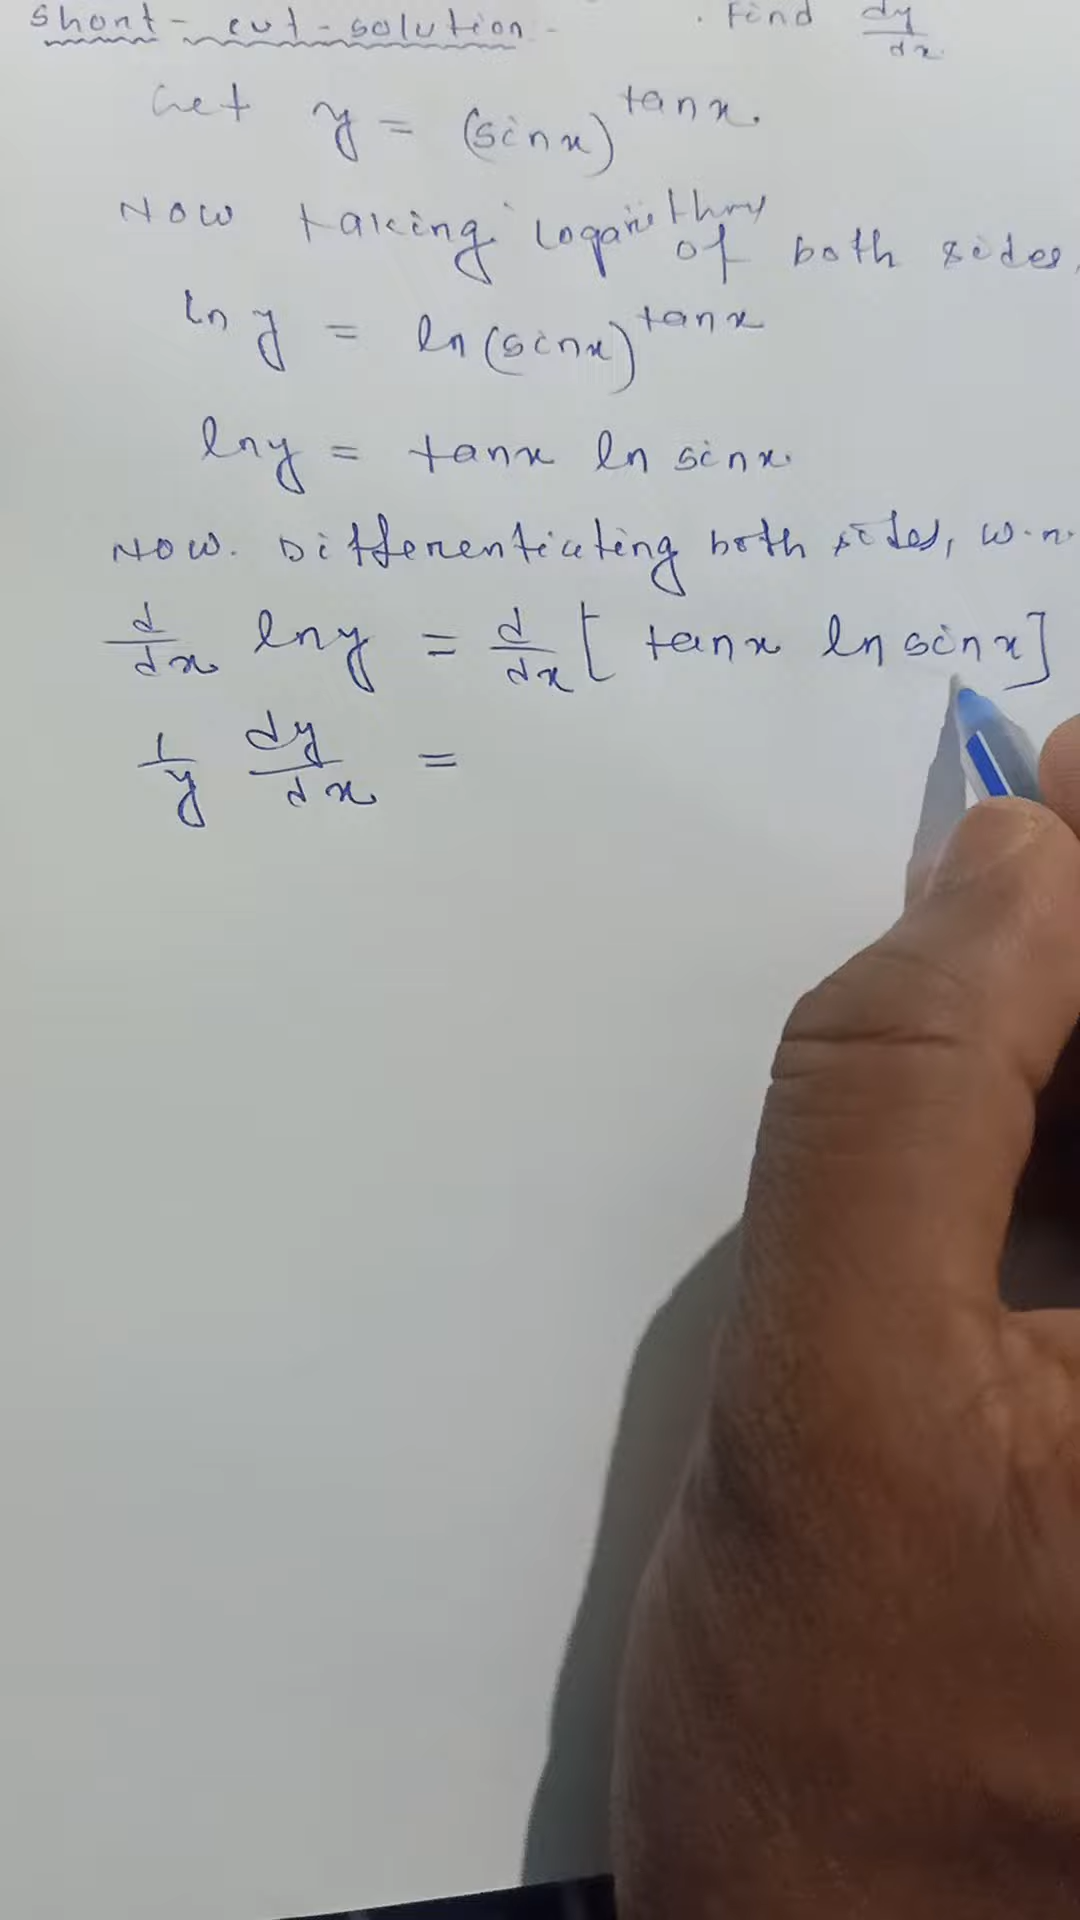 short-cut-solution- . Find dy/dx
Let y = (sinx)^tanx.
Now taking logarithm of both sides,
ln y = ln (sinx)^tanx
lny = tanx ln sinx.
Now. Differentiating both sides, w.r.
d/dx lny = d/dx [ tanx ln sinx ]
1/y dy/dx =